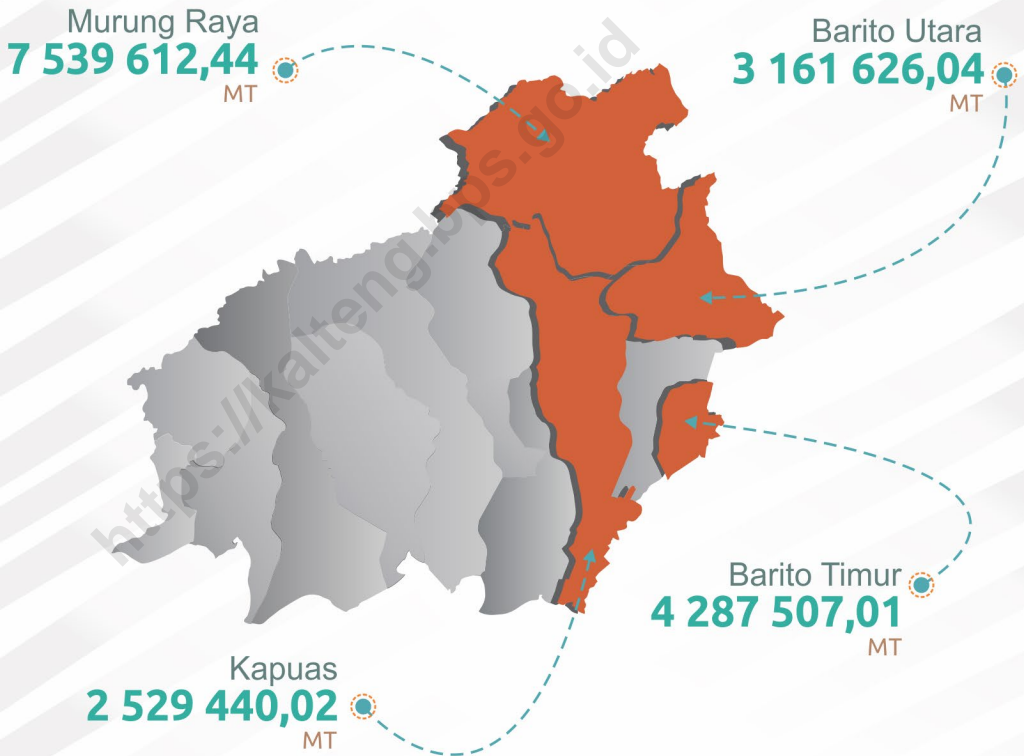 Murung Raya
7 539 612,44
MT
Barito Utara
3 161 626,04
MT
https://kalteng.bps.go.id
Barito Timur
4 287 507,01
MT
Kapuas
2 529 440,02
MT